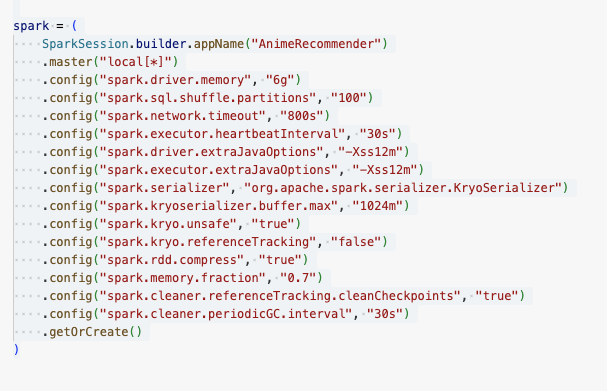 spark = (
    SparkSession.builder.appName("AnimeRecommender")
    .master("local[*]")
    .config("spark.driver.memory", "6g")
    .config("spark.sql.shuffle.partitions", "100")
    .config("spark.network.timeout", "800s")
    .config("spark.executor.heartbeatInterval", "30s")
    .config("spark.driver.extraJavaOptions", "-Xss12m")
    .config("spark.executor.extraJavaOptions", "-Xss12m")
    .config("spark.serializer", "org.apache.spark.serializer.KryoSerializer")
    .config("spark.kryoserializer.buffer.max", "1024m")
    .config("spark.kryo.unsafe", "true")
    .config("spark.kryo.referenceTracking", "false")
    .config("spark.rdd.compress", "true")
    .config("spark.memory.fraction", "0.7")
    .config("spark.cleaner.referenceTracking.cleanCheckpoints", "true")
    .config("spark.cleaner.periodicGC.interval", "30s")
    .getOrCreate()
)